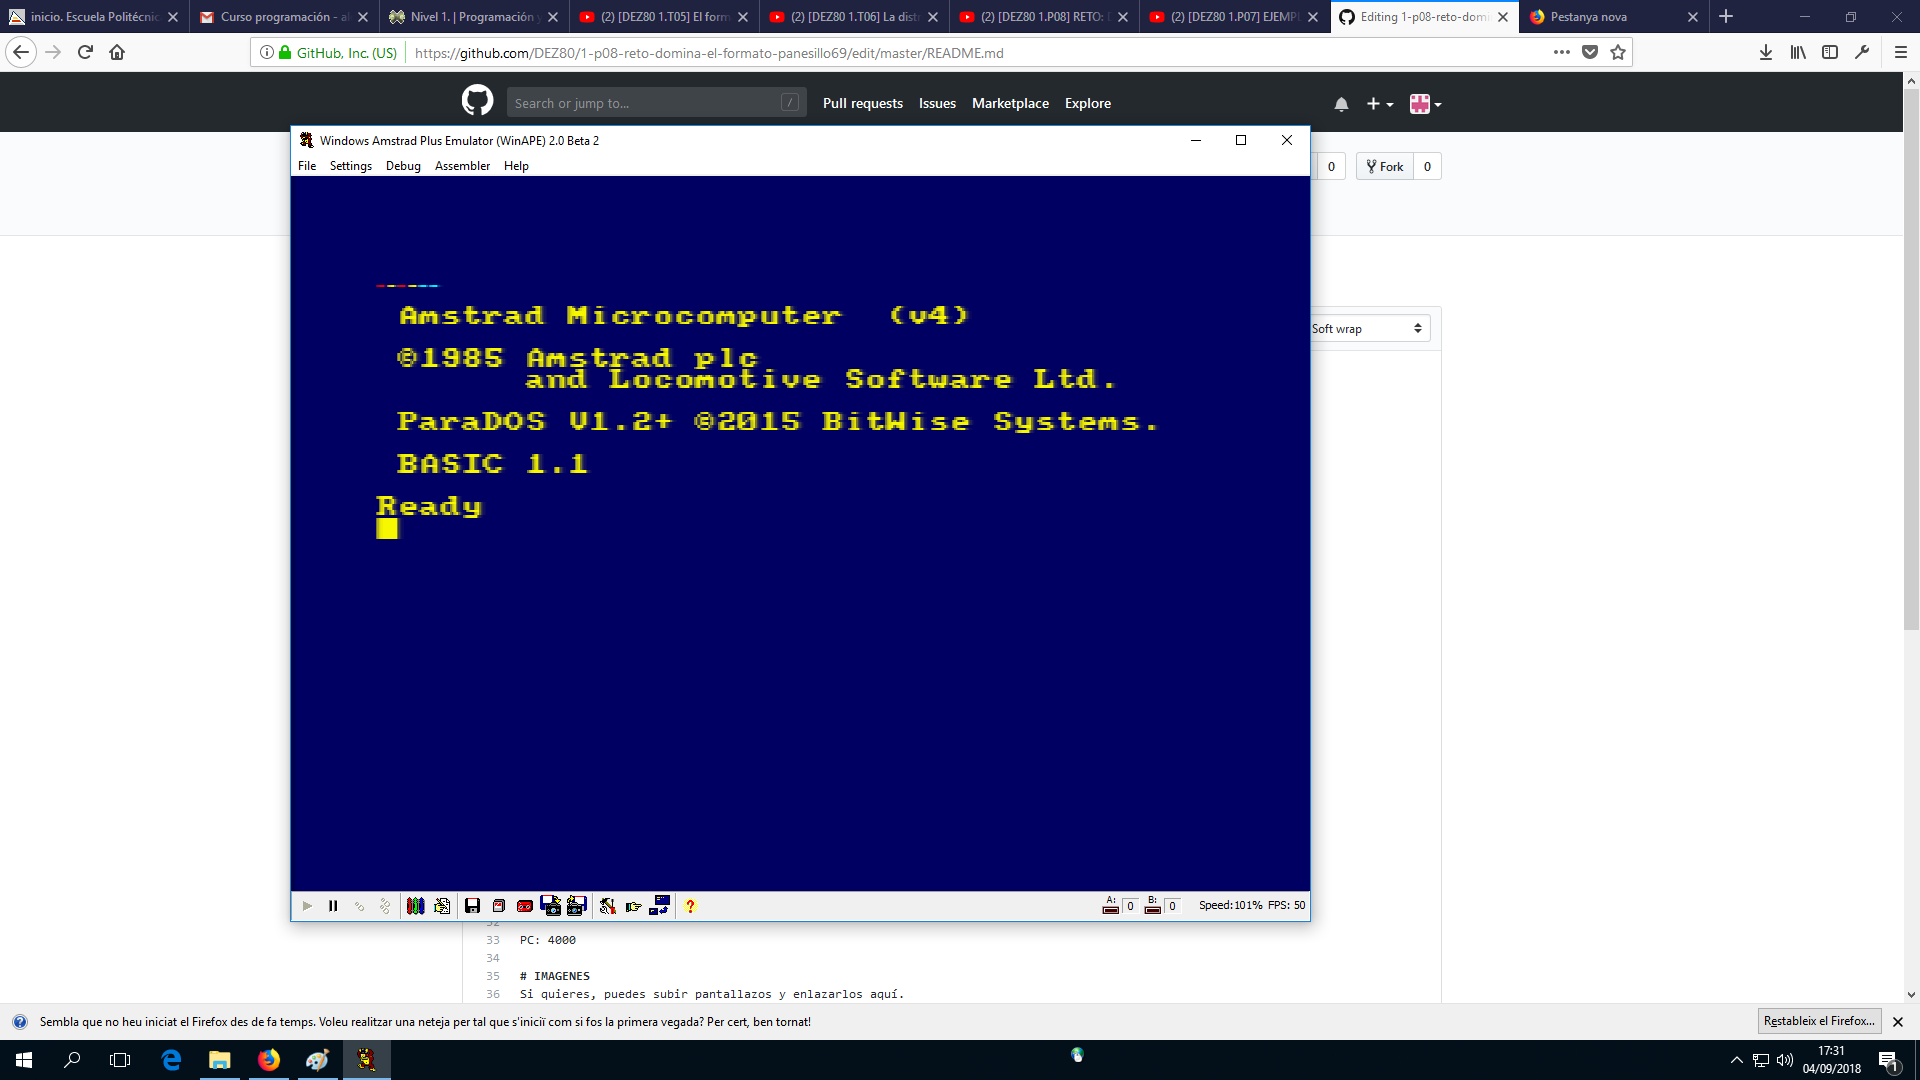 inicio. Escuela Politécnic
Curso programación - al
Nivel 1. | Programación y
(2) [DEZ80 1.T05] El form
(2) [DEZ80 1.T06] La distr
(2) [DEZ80 1.P08] RETO: D
(2) [DEZ80 1.P07] EJEMPL
Editing 1-p08-reto-domin
Pestanya nova
GitHub, Inc. (US)
https://github.com/DEZ80/1-p08-reto-domina-el-formato-panesillo69/edit/master/README.md
Search or jump to...
/
Pull requests
Issues
Marketplace
Explore
Windows Amstrad Plus Emulator (WinAPE) 2.0 Beta 2
File
Settings
Debug
Assembler
Help
0
Fork
0
Soft wrap
Amstrad Microcomputer (v4)
©1985 Amstrad plc
and Locomotive Software Ltd.
ParaDOS V1.2+ ©2015 BitWise Systems.
BASIC 1.1
Ready
A:
0
B:
0
Speed:101% FPS: 50
32
33 PC: 4000
34
35 # IMAGENES
36 Si quieres, puedes subir pantallazos y enlazarlos aquí.
Sembla que no heu iniciat el Firefox des de fa temps. Voleu realitzar una neteja per tal que s'iniciï com si fos la primera vegada? Per cert, ben tornat!
Restableix el Firefox...
17:31
04/09/2018
1